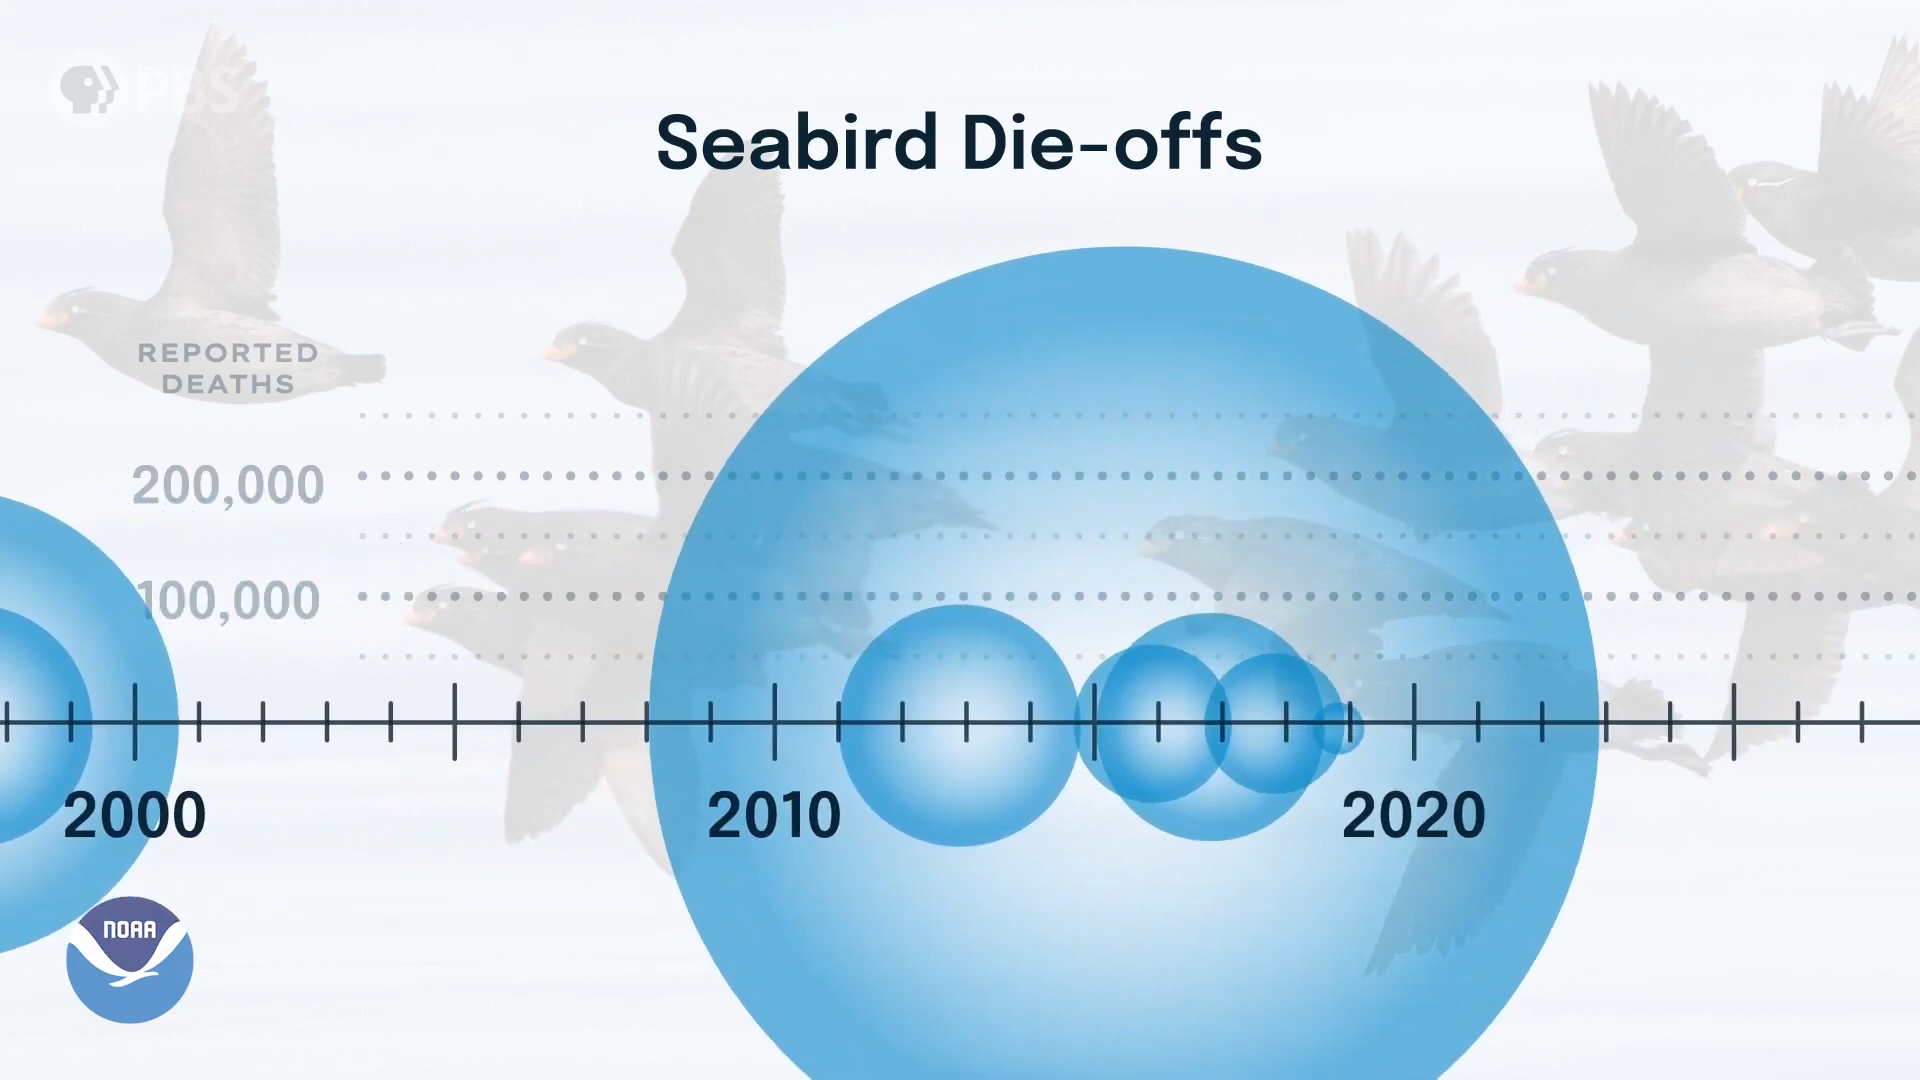 PBS
Seabird Die-offs
REPORTED
DEATHS
200,000
100,000
2000
2010
2020
NOAA